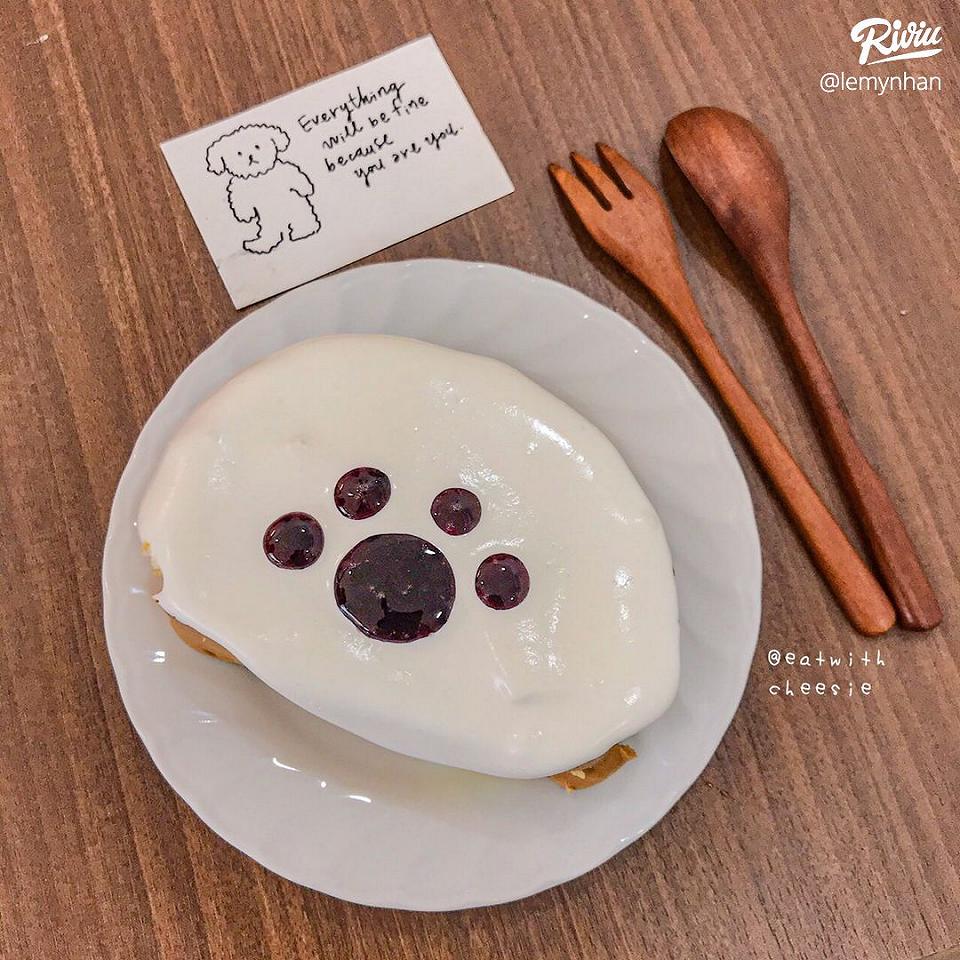 Riviu
@lemynhan
Everything
will be fine
because
you are you.
@eatwith
cheesie